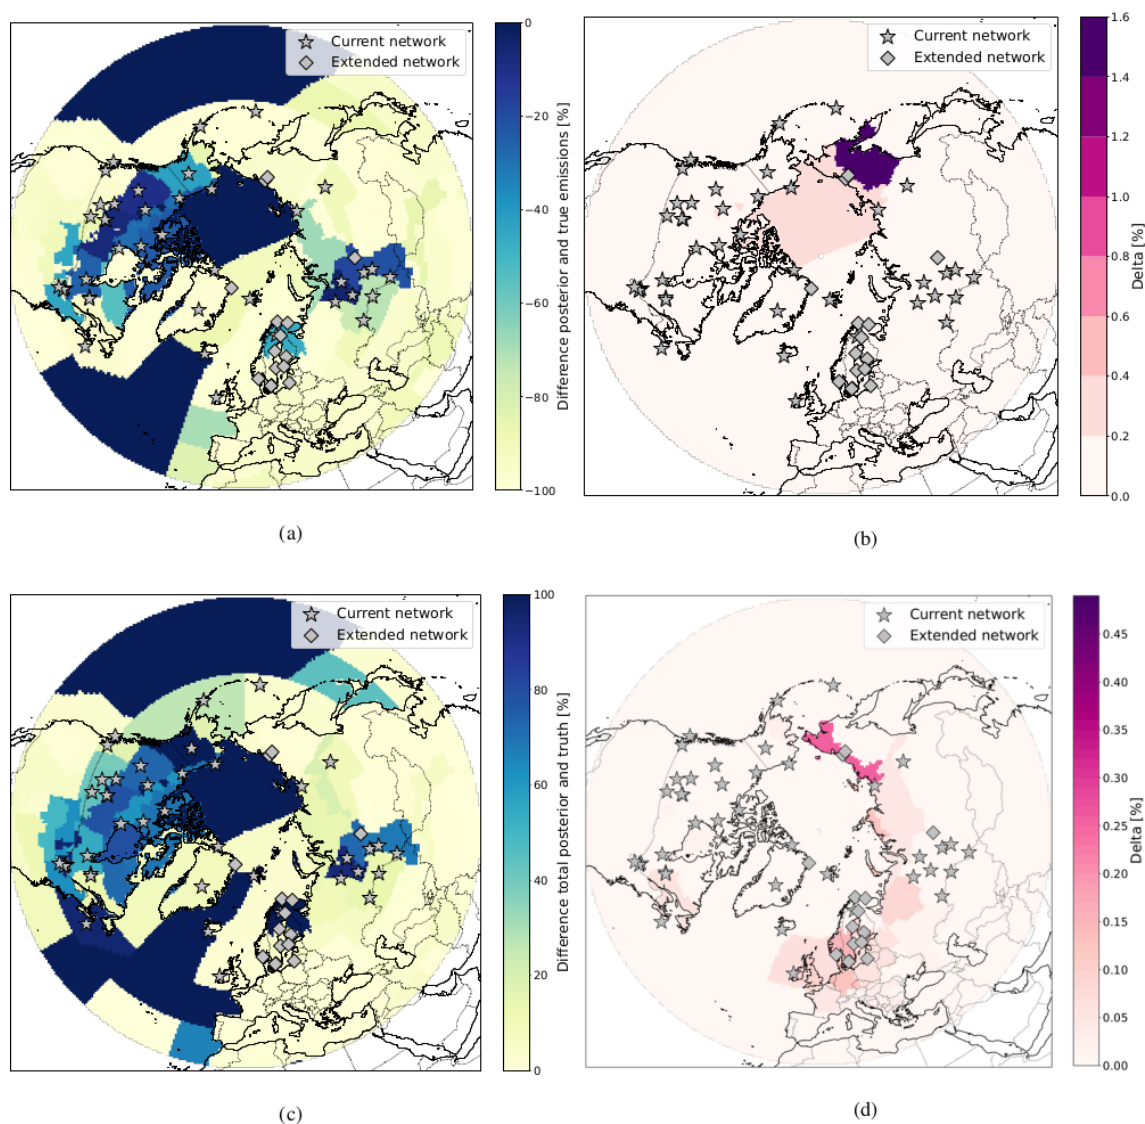 Current network
Extended network
0
−20
−40
−60
−80
−100
Difference posterior and true emissions [%]
(a)
Current network
Extended network
1.6
1.4
1.2
1.0
0.8
0.6
0.4
0.2
0.0
Delta [%]
(b)
Current network
Extended network
100
80
60
40
20
0
Difference total posterior and truth [%]
(c)
Current network
Extended network
0.45
0.40
0.35
0.30
0.25
0.20
0.15
0.10
0.05
0.00
Delta [%]
(d)